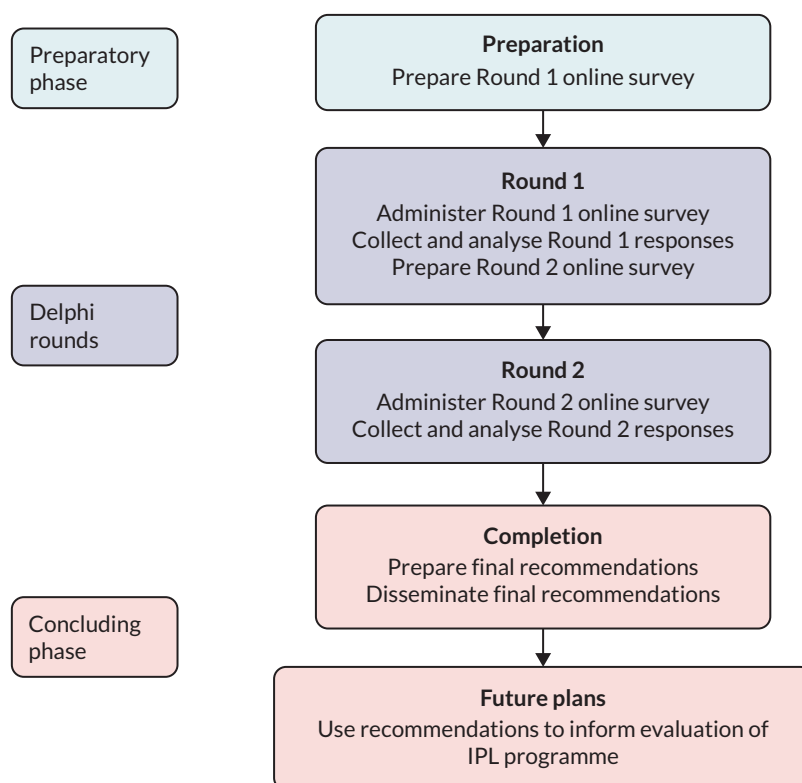 Preparatory
phase
Preparation
Prepare Round 1 online survey
Round 1
Administer Round 1 online survey
Collect and analyse Round 1 responses
Prepare Round 2 online survey
Delphi
rounds
Round 2
Administer Round 2 online survey
Collect and analyse Round 2 responses
Completion
Prepare final recommendations
Disseminate final recommendations
Concluding
phase
Future plans
Use recommendations to inform evaluation of
IPL programme